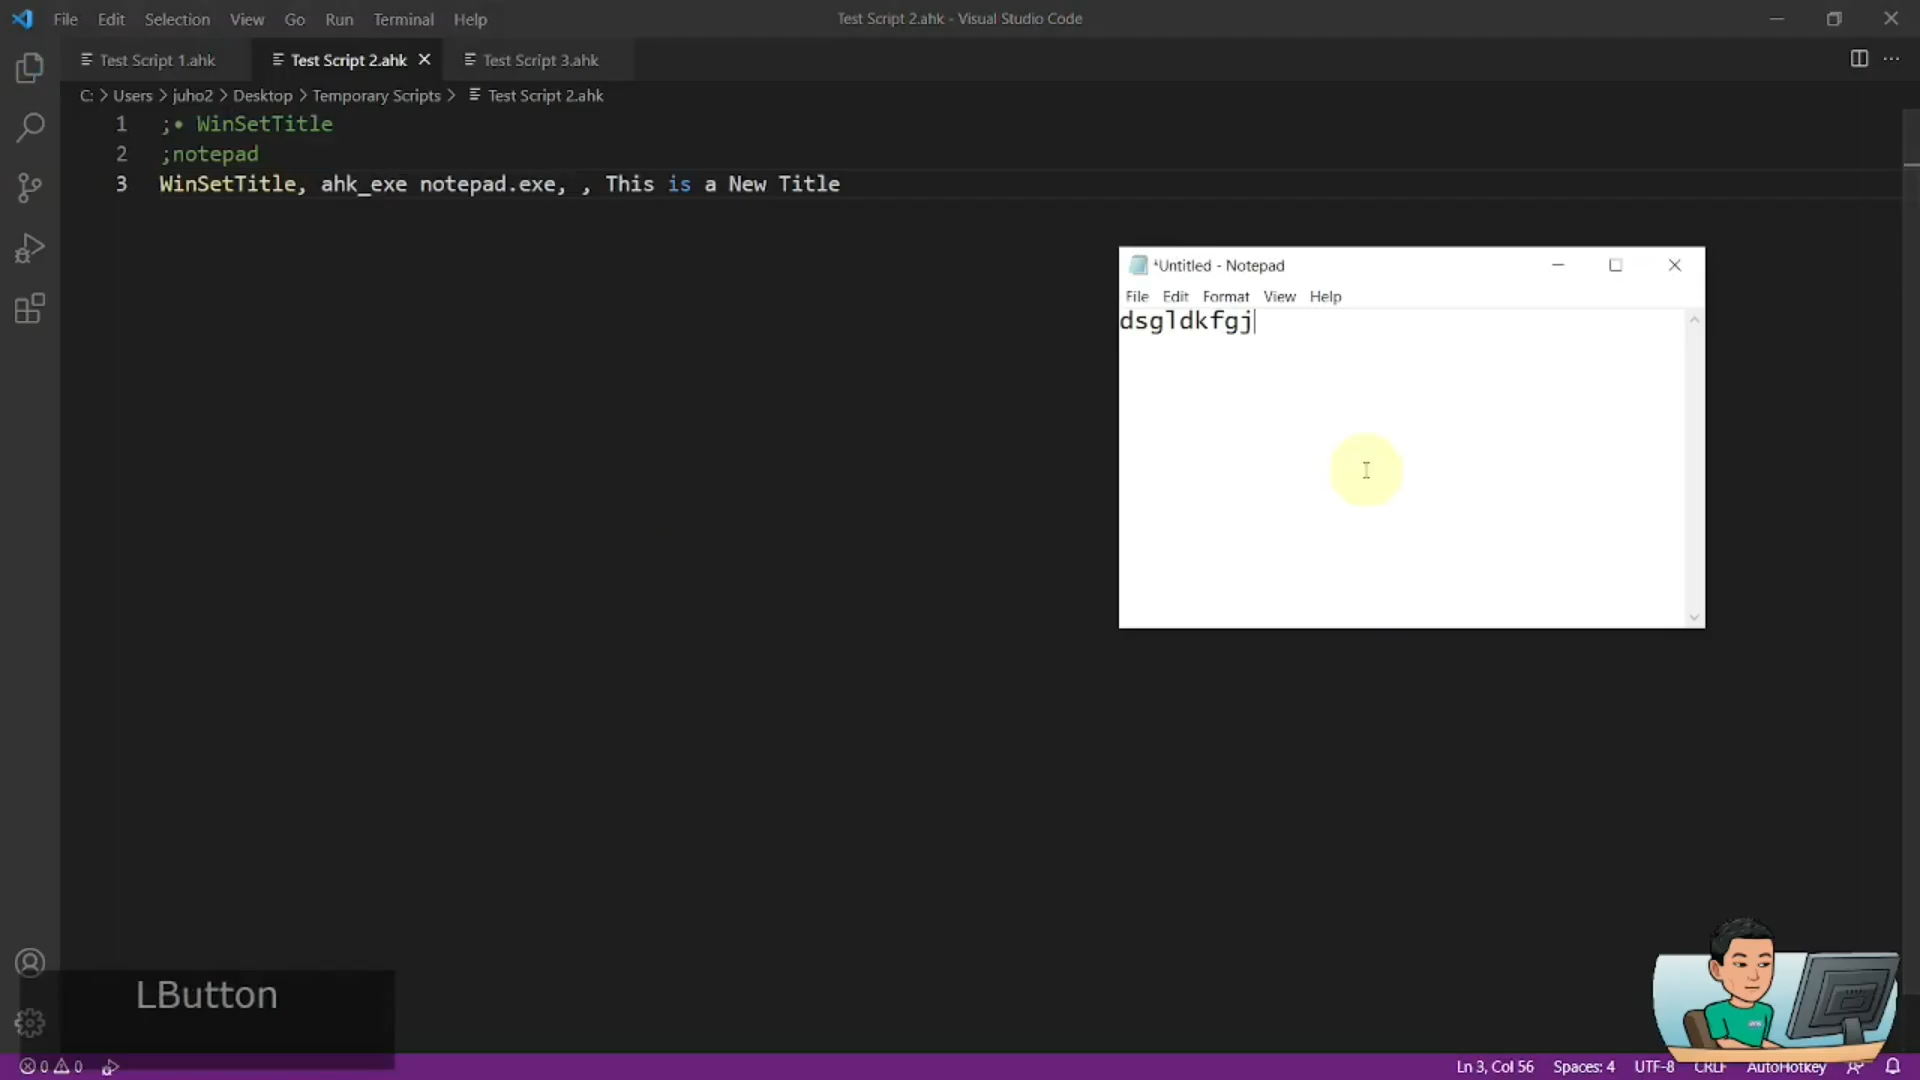 File Edit Selection View Go Run Terminal Help
Test Script 2.ahk - Visual Studio Code
Test Script 1.ahk
Test Script 2.ahk
Test Script 3.ahk
C: > Users > juho2 > Desktop > Temporary Scripts > Test Script 2.ahk
1 ;• WinSetTitle
2 ;notepad
3 WinSetTitle, ahk_exe notepad.exe, , This is a New Title
*Untitled - Notepad
File Edit Format View Help
dsgldkfgj
LButton
0 0
Ln 3, Col 56 Spaces: 4 UTF-8 CRLF AutoHotkey